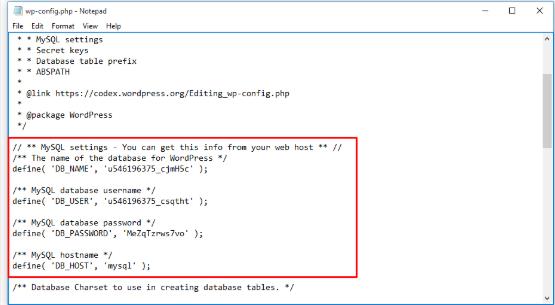 wp-config.php - Notepad
File Edit Format View Help
* * MySQL settings
* * Secret keys
* * Database table prefix
* * ABSPATH
*
* @link https://codex.wordpress.org/Editing_wp-config.php
*
* @package WordPress
*/
// ** MySQL settings - You can get this info from your web host ** //
/** The name of the database for WordPress */
define( 'DB_NAME', 'u546196375_cjmH5c' );
/** MySQL database username */
define( 'DB_USER', 'u546196375_csqtht' );
/** MySQL database password */
define( 'DB_PASSWORD', 'MeZqTzrws7vo' );
/** MySQL hostname */
define( 'DB_HOST', 'mysql' );
/** Database Charset to use in creating database tables. */